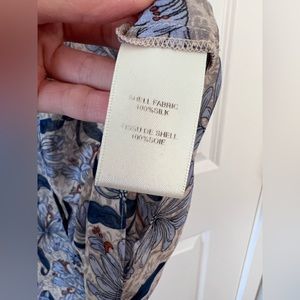 SHELL FABRIC
100%SILK
TISSU DE SHELL
100%SOIE